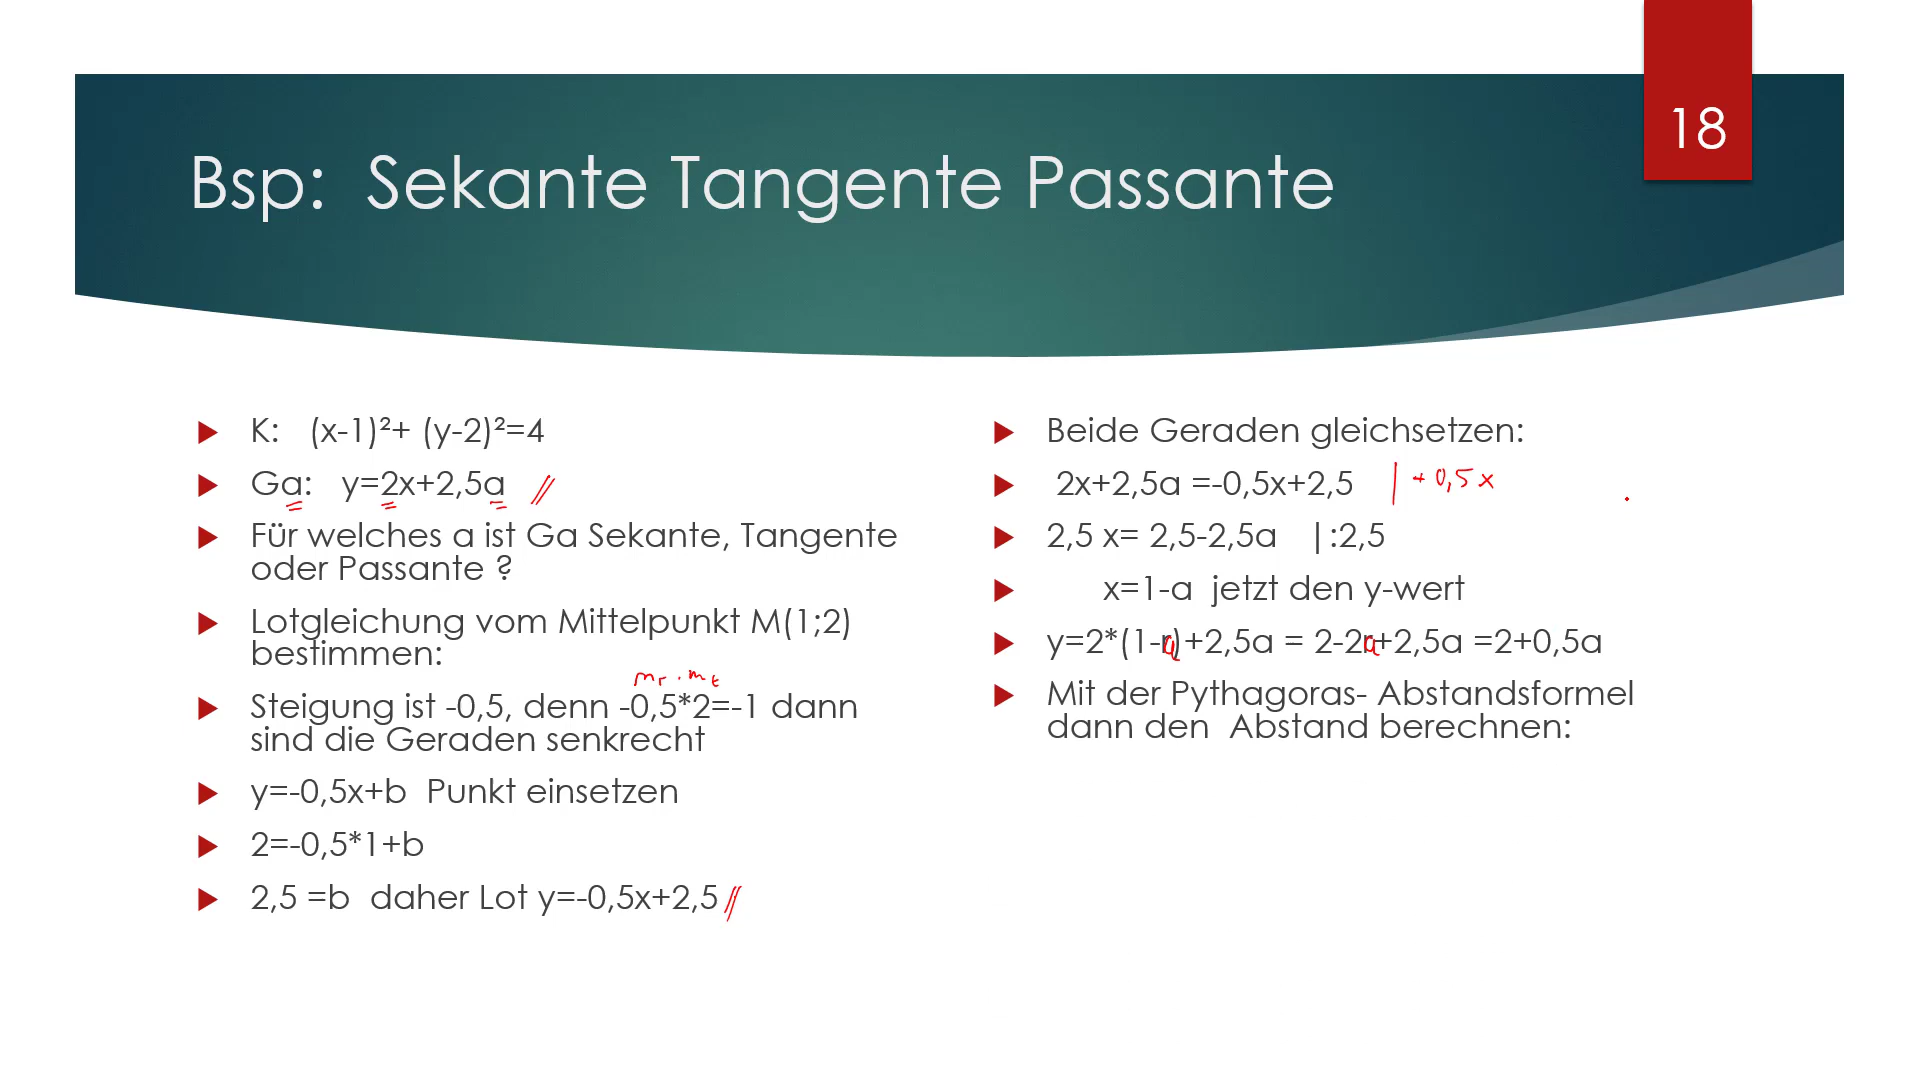 18
Bsp: Sekante Tangente Passante
K: (x-1)²+ (y-2)²=4
Ga: y=2x+2,5a
Für welches a ist Ga Sekante, Tangente
oder Passante ?
Lotgleichung vom Mittelpunkt M(1;2)
bestimmen:
mr · mt
Steigung ist -0,5, denn -0,5*2=-1 dann
sind die Geraden senkrecht
y=-0,5x+b Punkt einsetzen
2=-0,5*1+b
2,5 =b daher Lot y=-0,5x+2,5
Beide Geraden gleichsetzen:
2x+2,5a =-0,5x+2,5 | + 0,5 x
2,5 x= 2,5-2,5a |:2,5
x=1-a jetzt den y-wert
y=2*(1-a)+2,5a = 2-2a+2,5a =2+0,5a
Mit der Pythagoras- Abstandsformel
dann den Abstand berechnen: